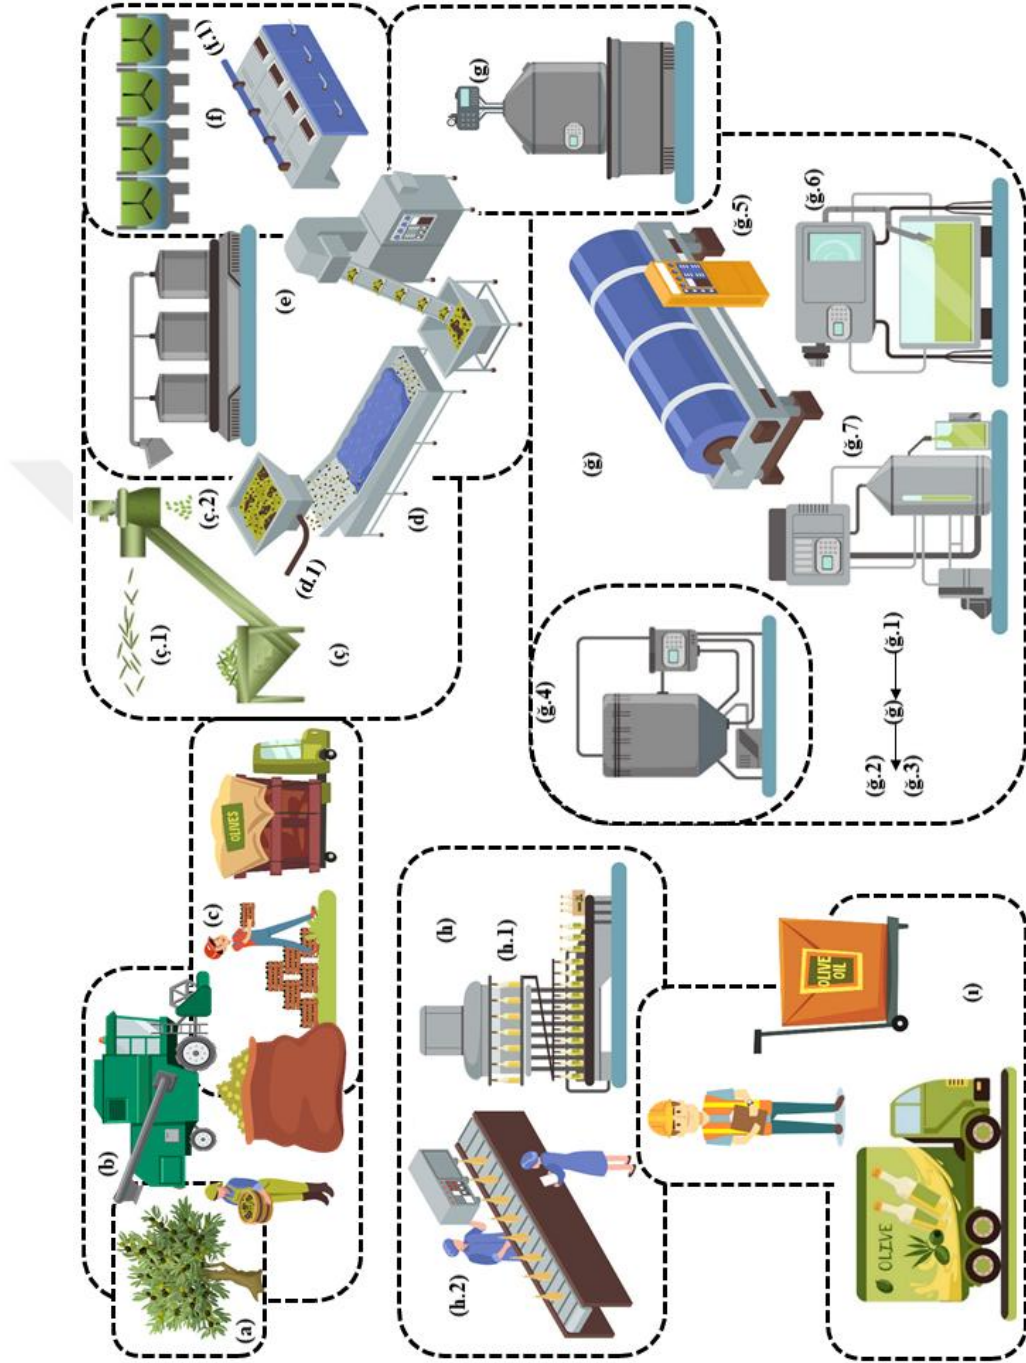 (a)
(b)
(c)
OLIVES
(ç)
(ç.1)
(ç.2)
(d)
(d.1)
(e)
(f)
(f.1)
(g)
(ğ)
(ğ.1)
(ğ)
(ğ.2)
(ğ.3)
(ğ.4)
(ğ.5)
(ğ.6)
(ğ.7)
(h)
(h.1)
(h.2)
(ı)
OLIVE
OIL
OLIVE